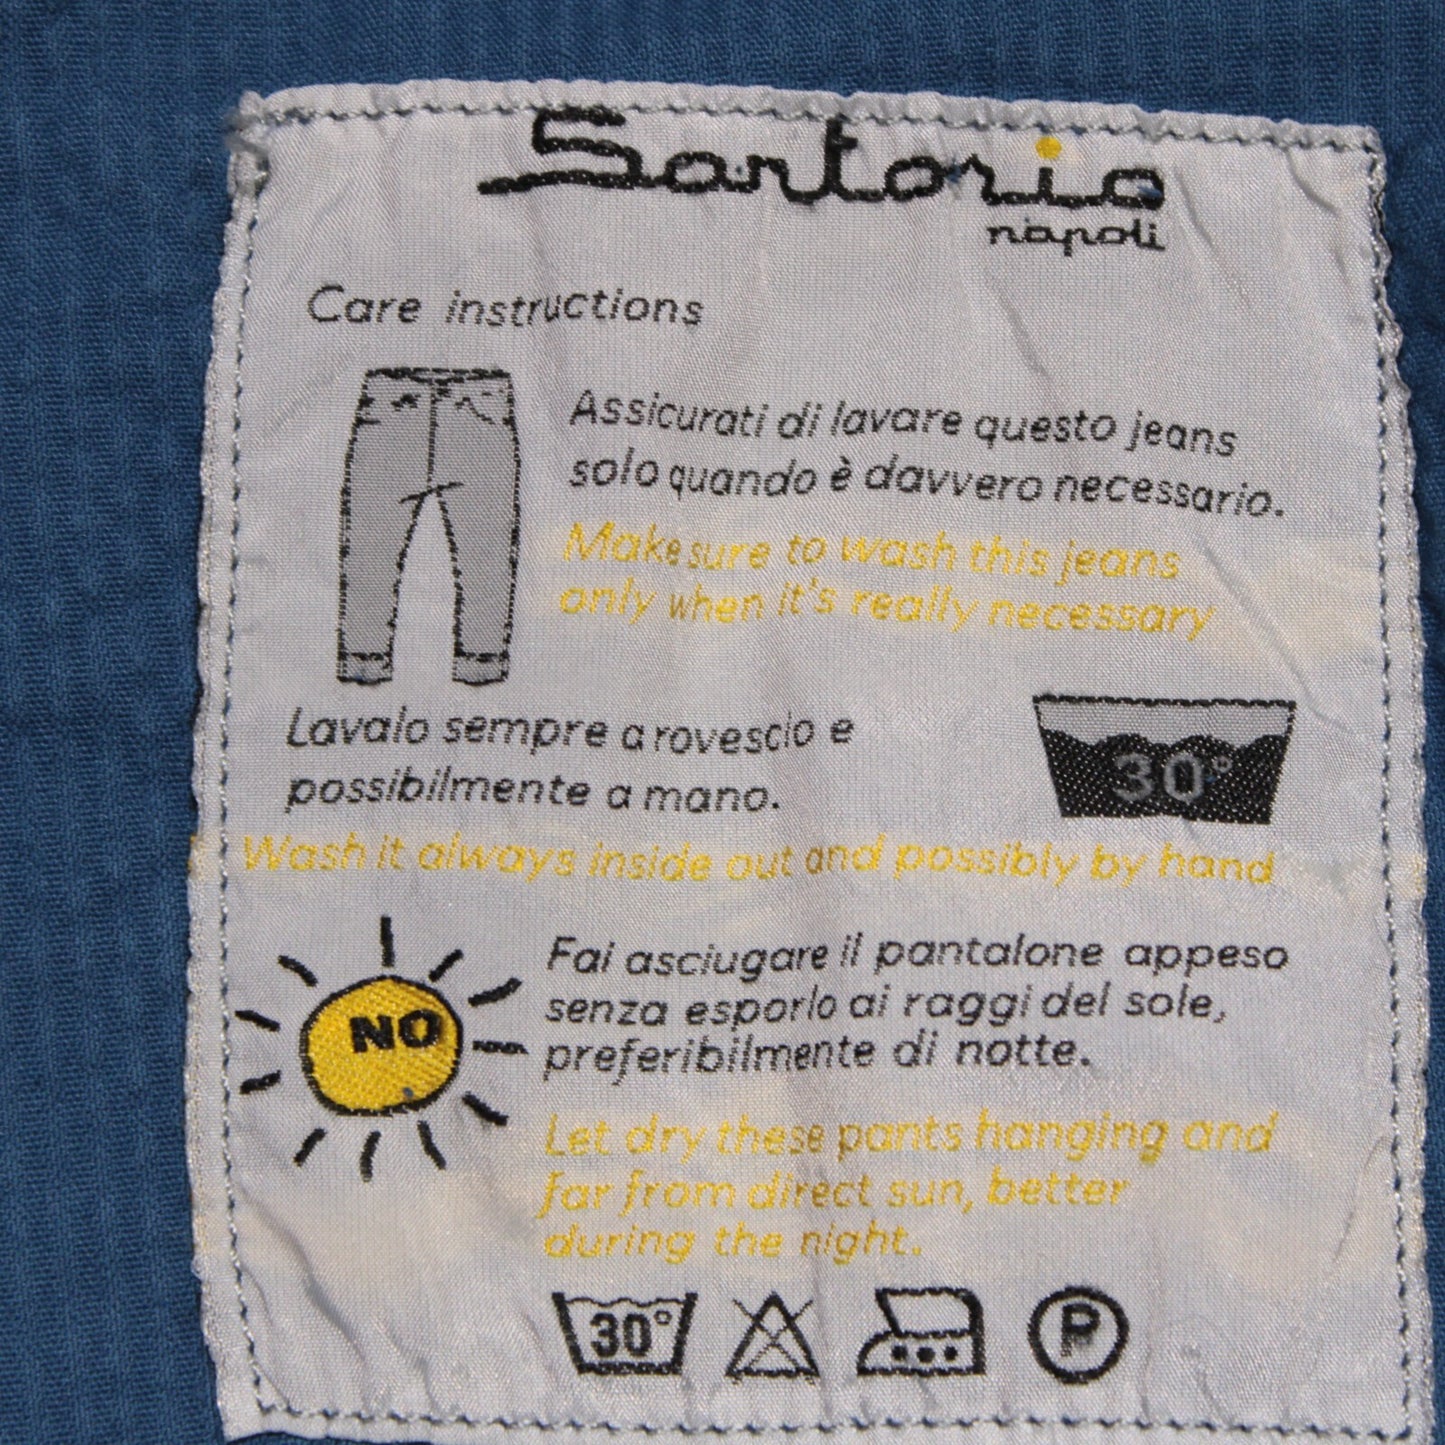 Sartorio
napoli
Care instructions
Assicurati di lavare questo jeans
solo quando è davvero necessario.
Make sure to wash this jeans
only when it's really necessary
Lavalo sempre a rovescio e
possibilmente a mano.
30°
Wash it always inside out and possibly by hand
NO
Fai asciugare il pantalone appeso
senza esporlo ai raggi del sole,
preferibilmente di notte.
Let dry these pants hanging and
far from direct sun, better
during the night.
30° P